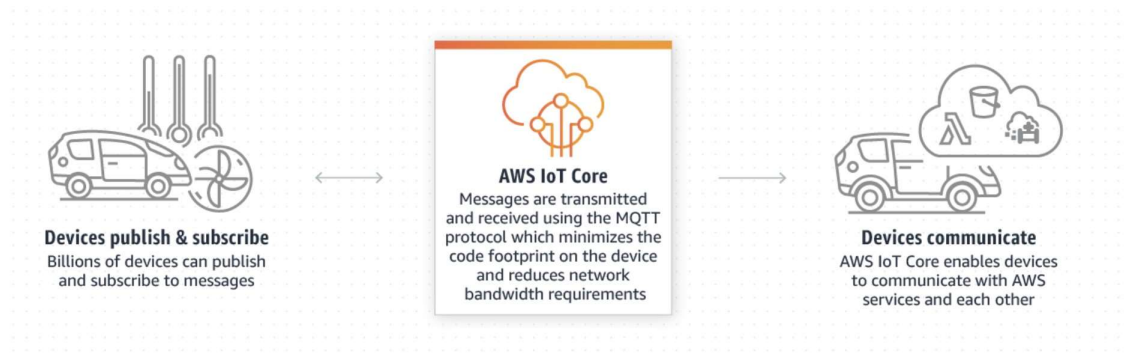 Devices publish & subscribe
Billions of devices can publish
and subscribe to messages
AWS IoT Core
Messages are transmitted
and received using the MQTT
protocol which minimizes the
code footprint on the device
and reduces network
bandwidth requirements
Devices communicate
AWS IoT Core enables devices
to communicate with AWS
services and each other